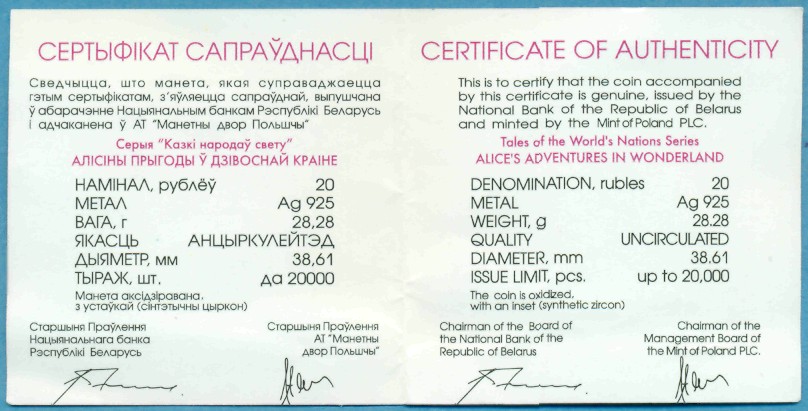 СЕРТЫФІКАТ САПРАЎДНАСЦІ
Сведчыцца, што манета, якая суправаджаецца
гэтым сертыфікатам, з'яўляецца сапраўднай, выпушчана
ў абарачэнне Нацыянальным банкам Рэспублікі Беларусь
і адчаканена ў АТ "Манетны двор Польшчы"
Серыя "Казкі народаў свету"
АЛІСІНЫ ПРЫГОДЫ Ў ДЗІВОСНАЙ КРАІНЕ
НАМІНАЛ, рублёў 20
МЕТАЛ Ag 925
ВАГА, г 28,28
ЯКАСЦЬ АНЦЫРКУЛЕЙТЭД
ДЫЯМЕТР, мм 38,61
ТЫРАЖ, шт. да 20000
Манета аксідзіравана,
з устаўкай (сінтэтычны цыркон)
Старшыня Праўлення
Нацыянальнага банка
Рэспублікі Беларусь
Старшыня Праўлення
АТ "Манетны
двор Польшчы"
CERTIFICATE OF AUTHENTICITY
This is to certify that the coin accompanied
by this certificate is genuine, issued by the
National Bank of the Republic of Belarus
and minted by the Mint of Poland PLC.
Tales of the World's Nations Series
ALICE'S ADVENTURES IN WONDERLAND
DENOMINATION, rubles 20
METAL Ag 925
WEIGHT, g 28.28
QUALITY UNCIRCULATED
DIAMETER, mm 38.61
ISSUE LIMIT, pcs. up to 20,000
The coin is oxidized,
with an inset (synthetic zircon)
Chairman of the Board of
the National Bank of the
Republic of Belarus
Chairman of the
Management Board of
the Mint of Poland PLC.